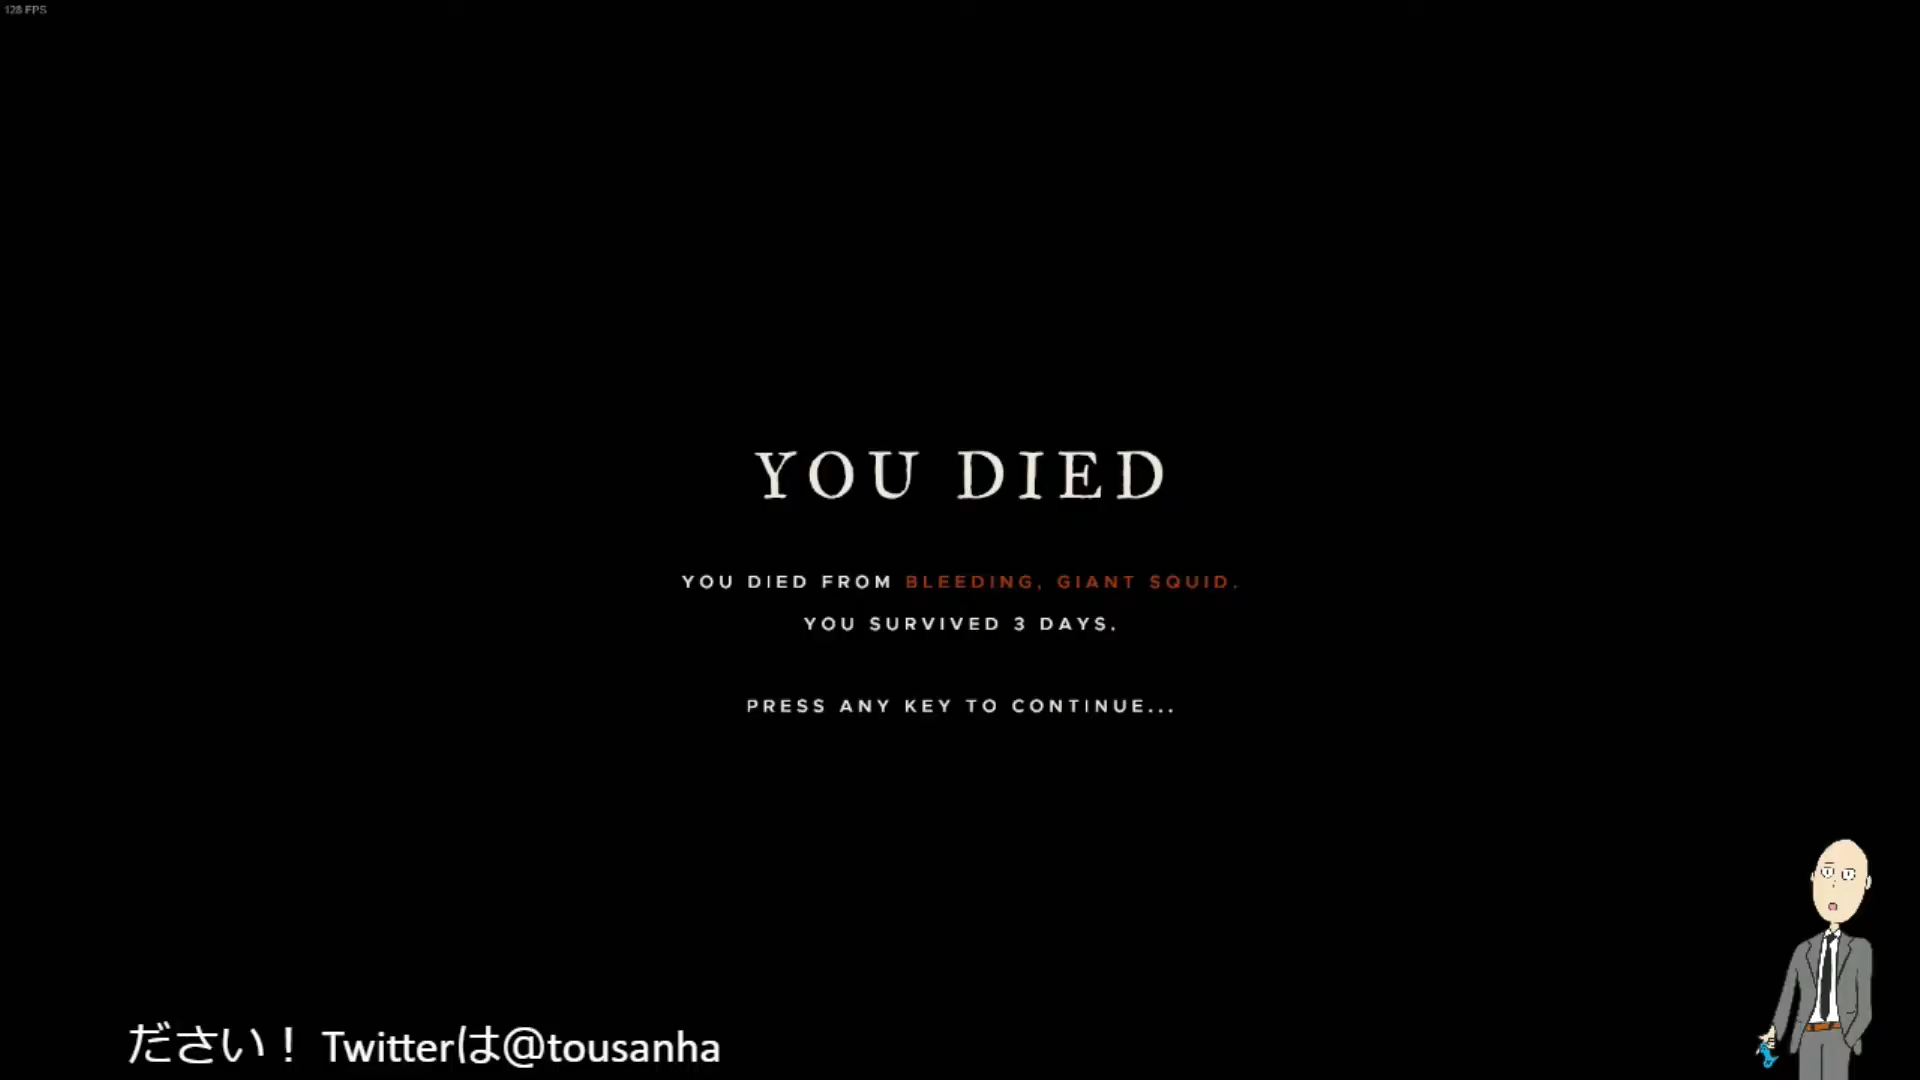 128 FPS
YOU DIED
YOU DIED FROM BLEEDING, GIANT SQUID.
YOU SURVIVED 3 DAYS.
PRESS ANY KEY TO CONTINUE...
ださい！ Twitterは@tousanha